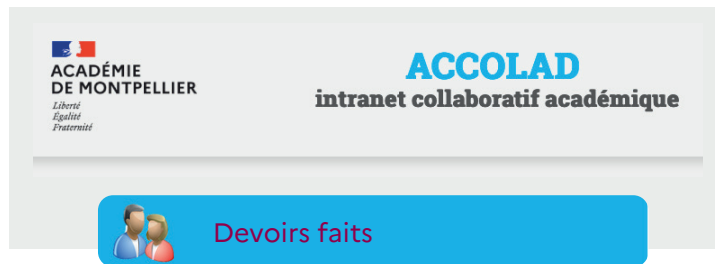 ACADÉMIE
DE MONTPELLIER
Liberté
Égalité
Fraternité
ACCOLAD
intranet collaboratif académique
Devoirs faits